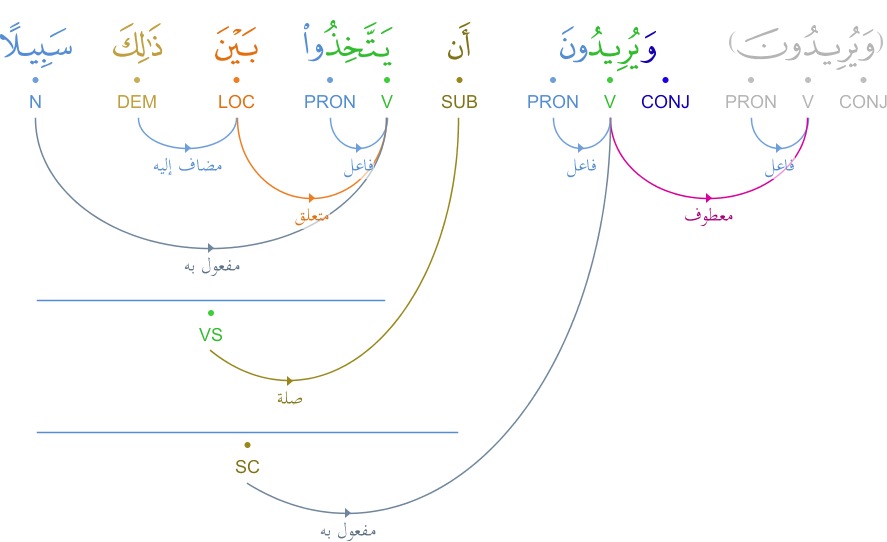 (وَيُرِيدُونَ) وَيُرِيدُونَ أَن يَتَّخِذُوا۟ بَيْنَ ذَٰلِكَ سَبِيلًا
CONJ V PRON CONJ V PRON SUB V PRON LOC DEM N
فاعل فاعل فاعل مضاف إليه
معطوف متعلق
مفعول به
VS
صلة
SC
مفعول به